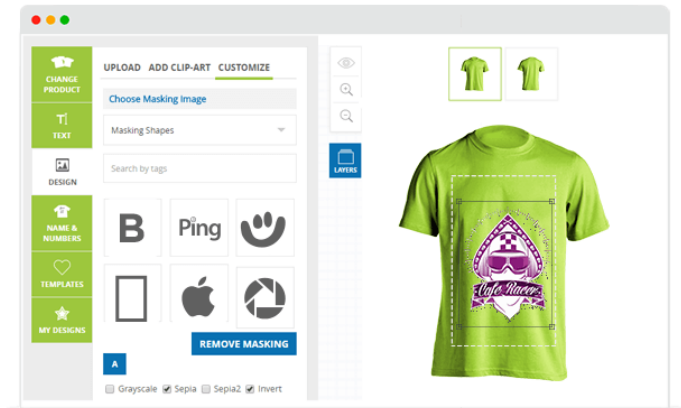 CHANGE
PRODUCT
TEXT
DESIGN
NAME &
NUMBERS
TEMPLATES
MY DESIGNS
UPLOAD ADD CLIP-ART CUSTOMIZE
Choose Masking Image
Masking Shapes
Search by tags
B
Ping
REMOVE MASKING
A
Grayscale Sepia Sepia2 Invert
LAYERS
Cafe Racer